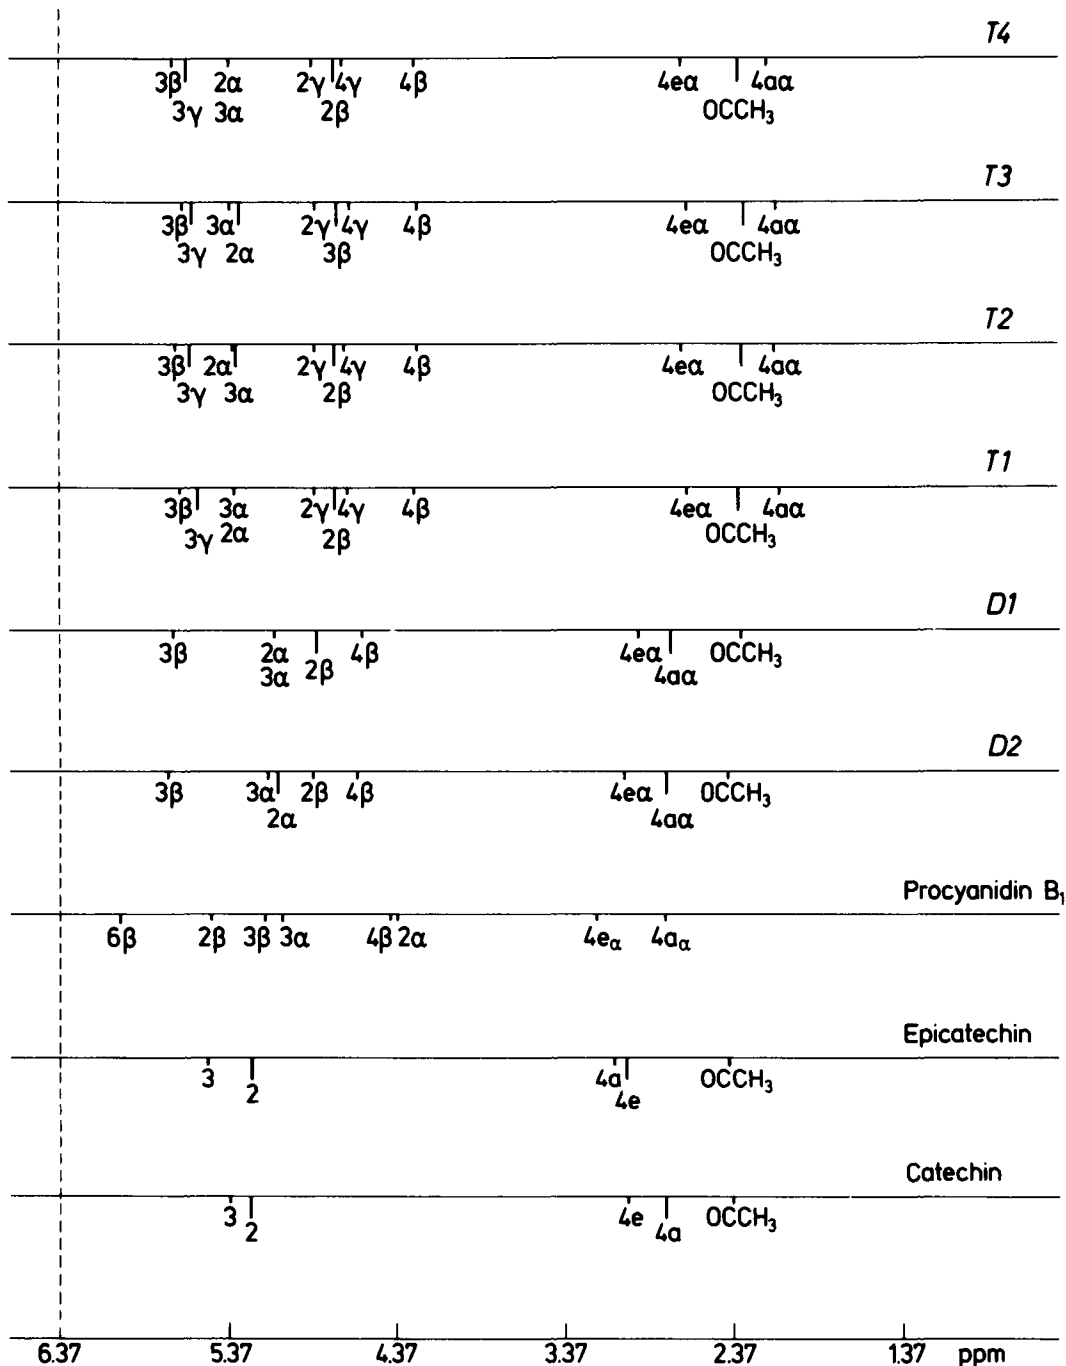 T4
3β 2α 2γ 4γ 4β 4eα 4aα
3γ 3α 2β OCCH₃
T3
3β 3α 2γ 4γ 4β 4eα 4aα
3γ 2α 3β OCCH₃
T2
3β 2α 2γ 4γ 4β 4eα 4aα
3γ 3α 2β OCCH₃
T1
3β 3α 2γ 4γ 4β 4eα 4aα
3γ 2α 2β OCCH₃
D1
3β 2α 2β 4β 4eα OCCH₃
3α 4aα
D2
3β 3α 2β 4β 4eα OCCH₃
2α 4aα
Procyanidin B₁
6β 2β 3β 3α 4β 2α 4eα 4aα
Epicatechin
3 4a OCCH₃
2 4e
Catechin
3 4e OCCH₃
2 4a
6.37 5.37 4.37 3.37 2.37 1.37 ppm